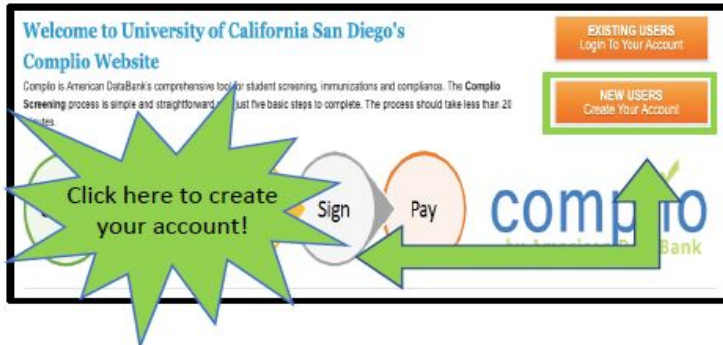 Welcome to University of California San Diego's
Complio Website
Complio is American DataBank's comprehensive tool for student screening, immunizations and compliance. The Complio
Screening process is simple and straightforward just five basic steps to complete. The process should take less than 20
EXISTING USERS
Login To Your Account
NEW USERS
Create Your Account
Click here to create
your account!
Sign
Pay
complio
by American DataBank